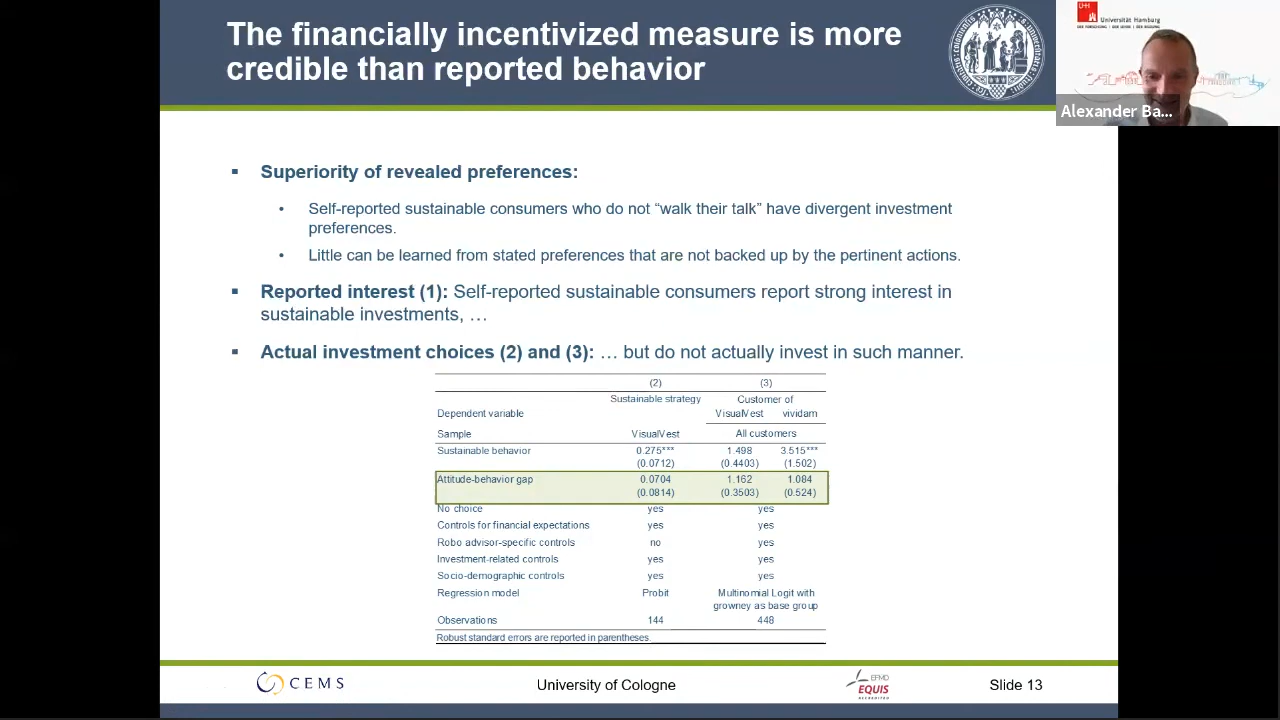 The financially incentivized measure is more
credible than reported behavior
Universität Hamburg
DER FORSCHUNG | DER LEHRE | DER BILDUNG
Alexander Ba...
▪ Superiority of revealed preferences:
• Self-reported sustainable consumers who do not “walk their talk” have divergent investment
preferences.
• Little can be learned from stated preferences that are not backed up by the pertinent actions.
▪ Reported interest (1): Self-reported sustainable consumers report strong interest in
sustainable investments, …
▪ Actual investment choices (2) and (3): … but do not actually invest in such manner.
(2) (3)
Sustainable strategy Customer of
Dependent variable VisualVest vividam
Sample VisualVest All customers
Sustainable behavior 0.275*** 1.498 3.515***
(0.0712) (0.4403) (1.502)
Attitude-behavior gap 0.0704 1.162 1.084
(0.0814) (0.3503) (0.524)
No choice yes yes
Controls for financial expectations yes yes
Robo advisor-specific controls no yes
Investment-related controls yes yes
Socio-demographic controls yes yes
Regression model Probit Multinomial Logit with
growney as base group
Observations 144 448
Robust standard errors are reported in parentheses
CEMS
University of Cologne
EFMD
EQUIS
ACCREDITED
Slide 13